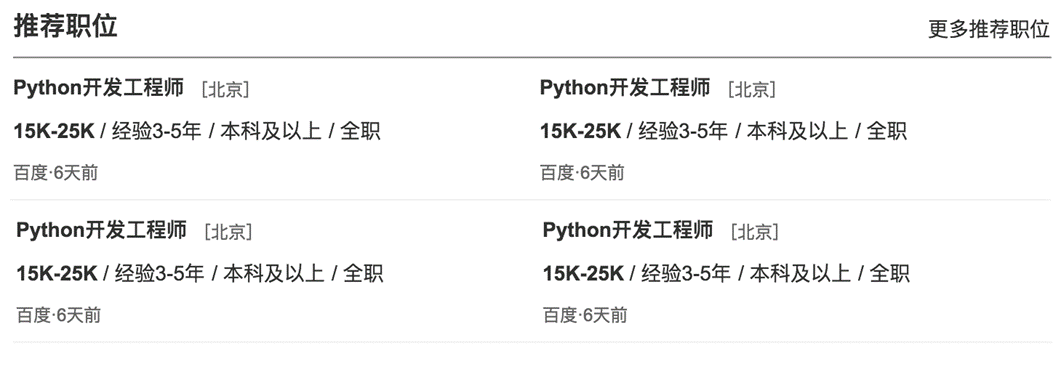 推荐职位 更多推荐职位
Python开发工程师 [北京] Python开发工程师 [北京]
15K-25K / 经验3-5年 / 本科及以上 / 全职 15K-25K / 经验3-5年 / 本科及以上 / 全职
百度·6天前 百度·6天前
Python开发工程师 [北京] Python开发工程师 [北京]
15K-25K / 经验3-5年 / 本科及以上 / 全职 15K-25K / 经验3-5年 / 本科及以上 / 全职
百度·6天前 百度·6天前